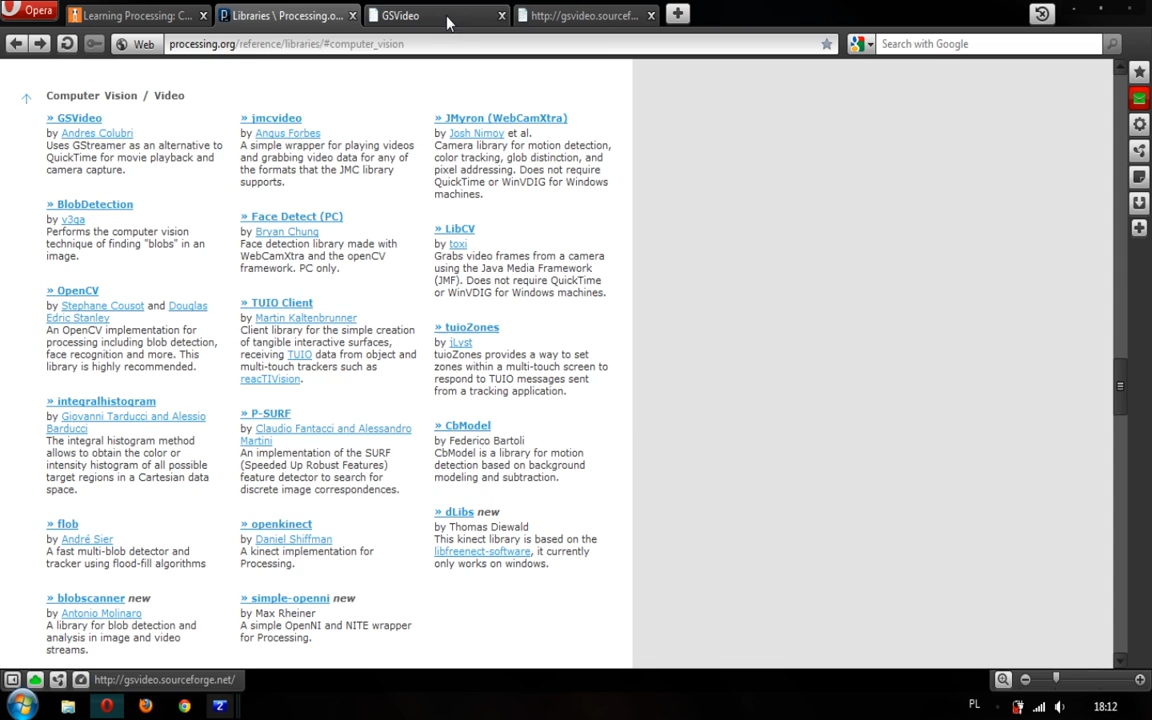 Opera
Learning Processing: C...
Libraries \ Processing.o...
GSVideo
http://gsvideo.sourcef...
Web
processing.org/reference/libraries/#computer_vision
Search with Google
Computer Vision / Video
» GSVideo
by Andres Colubri
Uses GStreamer as an alternative to
QuickTime for movie playback and
camera capture.
» BlobDetection
by v3ga
Performs the computer vision
technique of finding "blobs" in an
image.
» OpenCV
by Stephane Cousot and Douglas
Edric Stanley
An OpenCV implementation for
processing including blob detection,
face recognition and more. This
library is highly recommended.
» integralhistogram
by Giovanni Tarducci and Alessio
Barducci
The integral histogram method
allows to obtain the color or
intensity histogram of all possible
target regions in a Cartesian data
space.
» flob
by André Sier
A fast multi-blob detector and
tracker using flood-fill algorithms
» blobscanner new
by Antonio Molinaro
A library for blob detection and
analysis in image and video
streams.
» jmcvideo
by Angus Forbes
A simple wrapper for playing videos
and grabbing video data for any of
the formats that the JMC library
supports.
» Face Detect (PC)
by Bryan Chung
Face detection library made with
WebCamXtra and the openCV
framework. PC only.
» TUIO Client
by Martin Kaltenbrunner
Client library for the simple creation
of tangible interactive surfaces,
receiving TUIO data from object and
multi-touch trackers such as
reacTIVision.
» P-SURF
by Claudio Fantacci and Alessandro
Martini
An implementation of the SURF
(Speeded Up Robust Features)
feature detector to search for
discrete image correspondences.
» openkinect
by Daniel Shiffman
A kinect implementation for
Processing.
» simple-openni new
by Max Rheiner
A simple OpenNI and NITE wrapper
for Processing.
» JMyron (WebCamXtra)
by Josh Nimoy et al.
Camera library for motion detection,
color tracking, glob distinction, and
pixel addressing. Does not require
QuickTime or WinVDIG for Windows
machines.
» LibCV
by toxi
Grabs video frames from a camera
using the Java Media Framework
(JMF). Does not require QuickTime
or WinVDIG for Windows machines.
» tuioZones
by jLyst
tuioZones provides a way to set
zones within a multi-touch screen to
respond to TUIO messages sent
from a tracking application.
» CbModel
by Federico Bartoli
CbModel is a library for motion
detection based on background
modeling and subtraction.
» dLibs new
by Thomas Diewald
This kinect library is based on the
libfreenect-software, it currently
only works on windows.
http://gsvideo.sourceforge.net/
PL
18:12